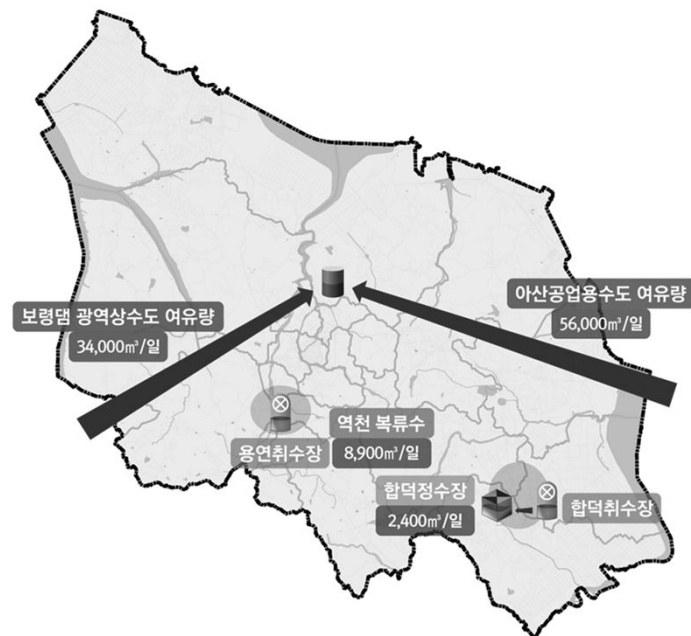 보령댐 광역상수도 여유량
34,000㎥/일
아산공업용수도 여유량
56,000㎥/일
용연취수장
역천 복류수
8,900㎥/일
합덕정수장
2,400㎥/일
합덕취수장